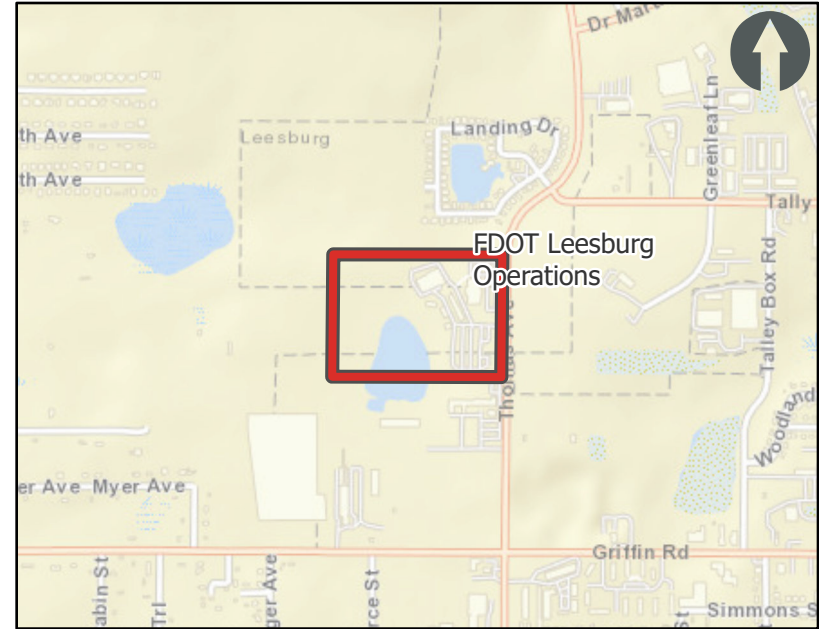 Dr Mar
Greenleaf Ln
th Ave
Leesburg
Landing Dr
th Ave
Tally
FDOT Leesburg
Operations
Talley Box Rd
Thomas Ave
Woodland
er Ave Myer Ave
Griffin Rd
abin St
Trl
ger Ave
rce St
St
Simmons S